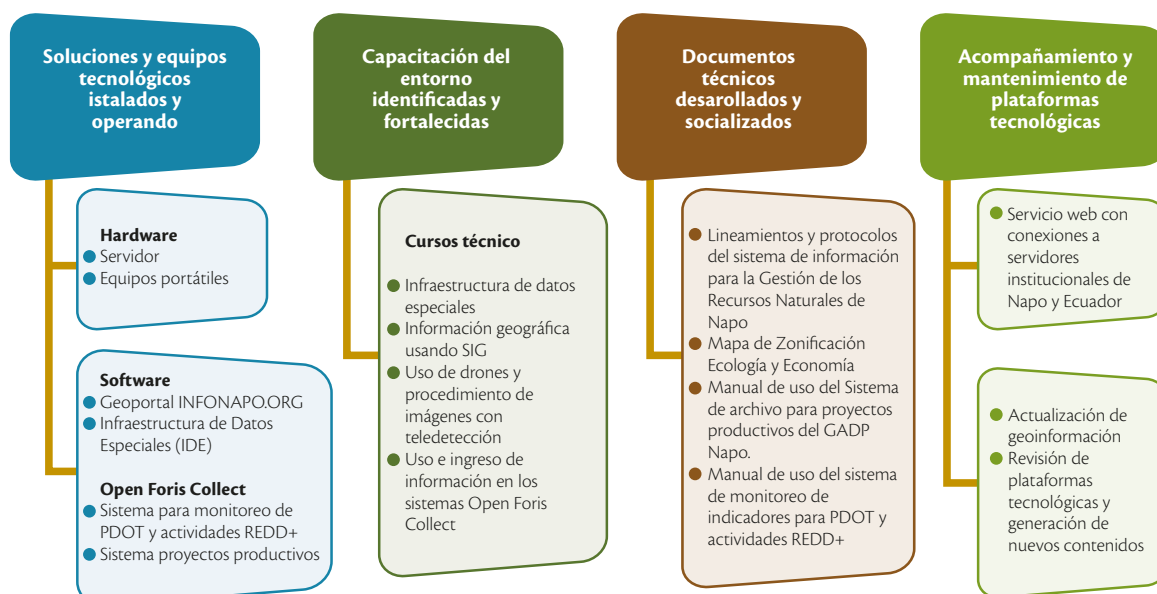 Soluciones y equipos
tecnológicos
istalados y
operando
Hardware
Servidor
Equipos portátiles
Software
Geoportal INFONAPO.ORG
Infraestructura de Datos
Especiales (IDE)
Open Foris Collect
Sistema para monitoreo de
PDOT y actividades REDD+
Sistema proyectos productivos
Capacitación del
entorno
identificadas y
fortalecidas
Cursos técnico
Infraestructura de datos
especiales
Información geográfica
usando SIG
Uso de drones y
procedimiento de
imágenes con
teledetección
Uso e ingreso de
información en los
sistemas Open Foris
Collect
Documentos
técnicos
desarollados y
socializados
Lineamientos y protocolos
del sistema de información
para la Gestión de los
Recursos Naturales de
Napo
Mapa de Zonificación
Ecología y Economía
Manual de uso del Sistema
de archivo para proyectos
productivos del GADP
Napo.
Manual de uso del sistema
de monitoreo de
indicadores para PDOT y
actividades REDD+
Acompañamiento y
mantenimiento de
plataformas
tecnológicas
Servicio web con
conexiones a
servidores
institucionales de
Napo y Ecuador
Actualización de
geoinformación
Revisión de
plataformas
tecnológicas y
generación de
nuevos contenidos